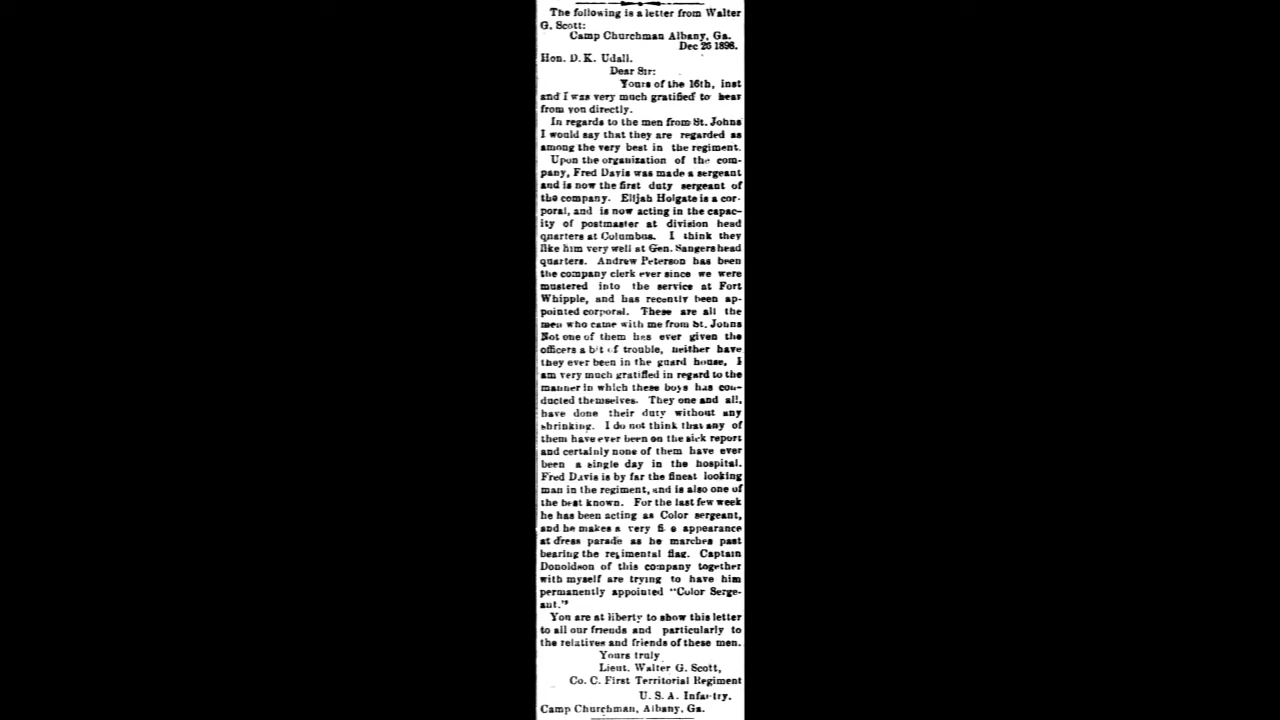 The following is a letter from Walter
G. Scott:
Camp Churchman Albany, Ga.
Dec 26 1898.
Hon. D. K. Udall.
Dear Sir:
Yours of the 16th, inst
and I was very much gratified to hear
from you directly.
In regards to the men from St. Johns
I would say that they are regarded as
among the very best in the regiment.
Upon the organization of the com-
pany, Fred Davis was made a sergeant
and is now the first duty sergeant of
the company. Elijah Holgate is a cor-
poral, and is now acting in the capac-
ity of postmaster at division head
quarters at Columbus. I think they
like him very well at Gen. Sangers head
quarters. Andrew Peterson has been
the company clerk ever since we were
mustered into the service at Fort
Whipple, and has recently been ap-
pointed corporal. These are all the
men who came with me from St. Johns
Not one of them has ever given the
officers a bit of trouble, neither have
they ever been in the guard house, I
am very much gratified in regard to the
manner in which these boys has con-
ducted themselves. They one and all,
have done their duty without any
shrinking. I do not think that any of
them have ever been on the sick report
and certainly none of them have ever
been a single day in the hospital.
Fred Davis is by far the finest looking
man in the regiment, and is also one of
the best known. For the last few week
he has been acting as Color sergeant,
and he makes a very fi e appearance
at dress parade as he marches past
bearing the regimental flag. Captain
Donoldson of this company together
with myself are trying to have him
permanently appointed "Color Serge-
ant."
You are at liberty to show this letter
to all our friends and particularly to
the relatives and friends of these men.
Yours truly
Lieut. Walter G. Scott,
Co. C. First Territorial Regiment
U. S. A. Infantry.
Camp Churchman, Albany, Ga.